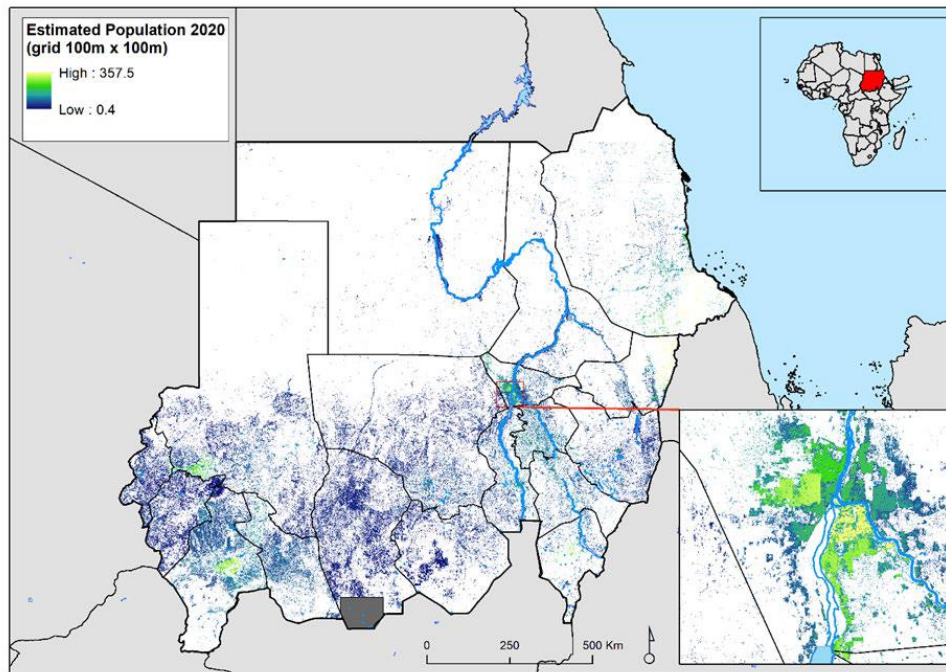 Estimated Population 2020
(grid 100m x 100m)
High : 357.5
Low : 0.4
0 250 500 Km